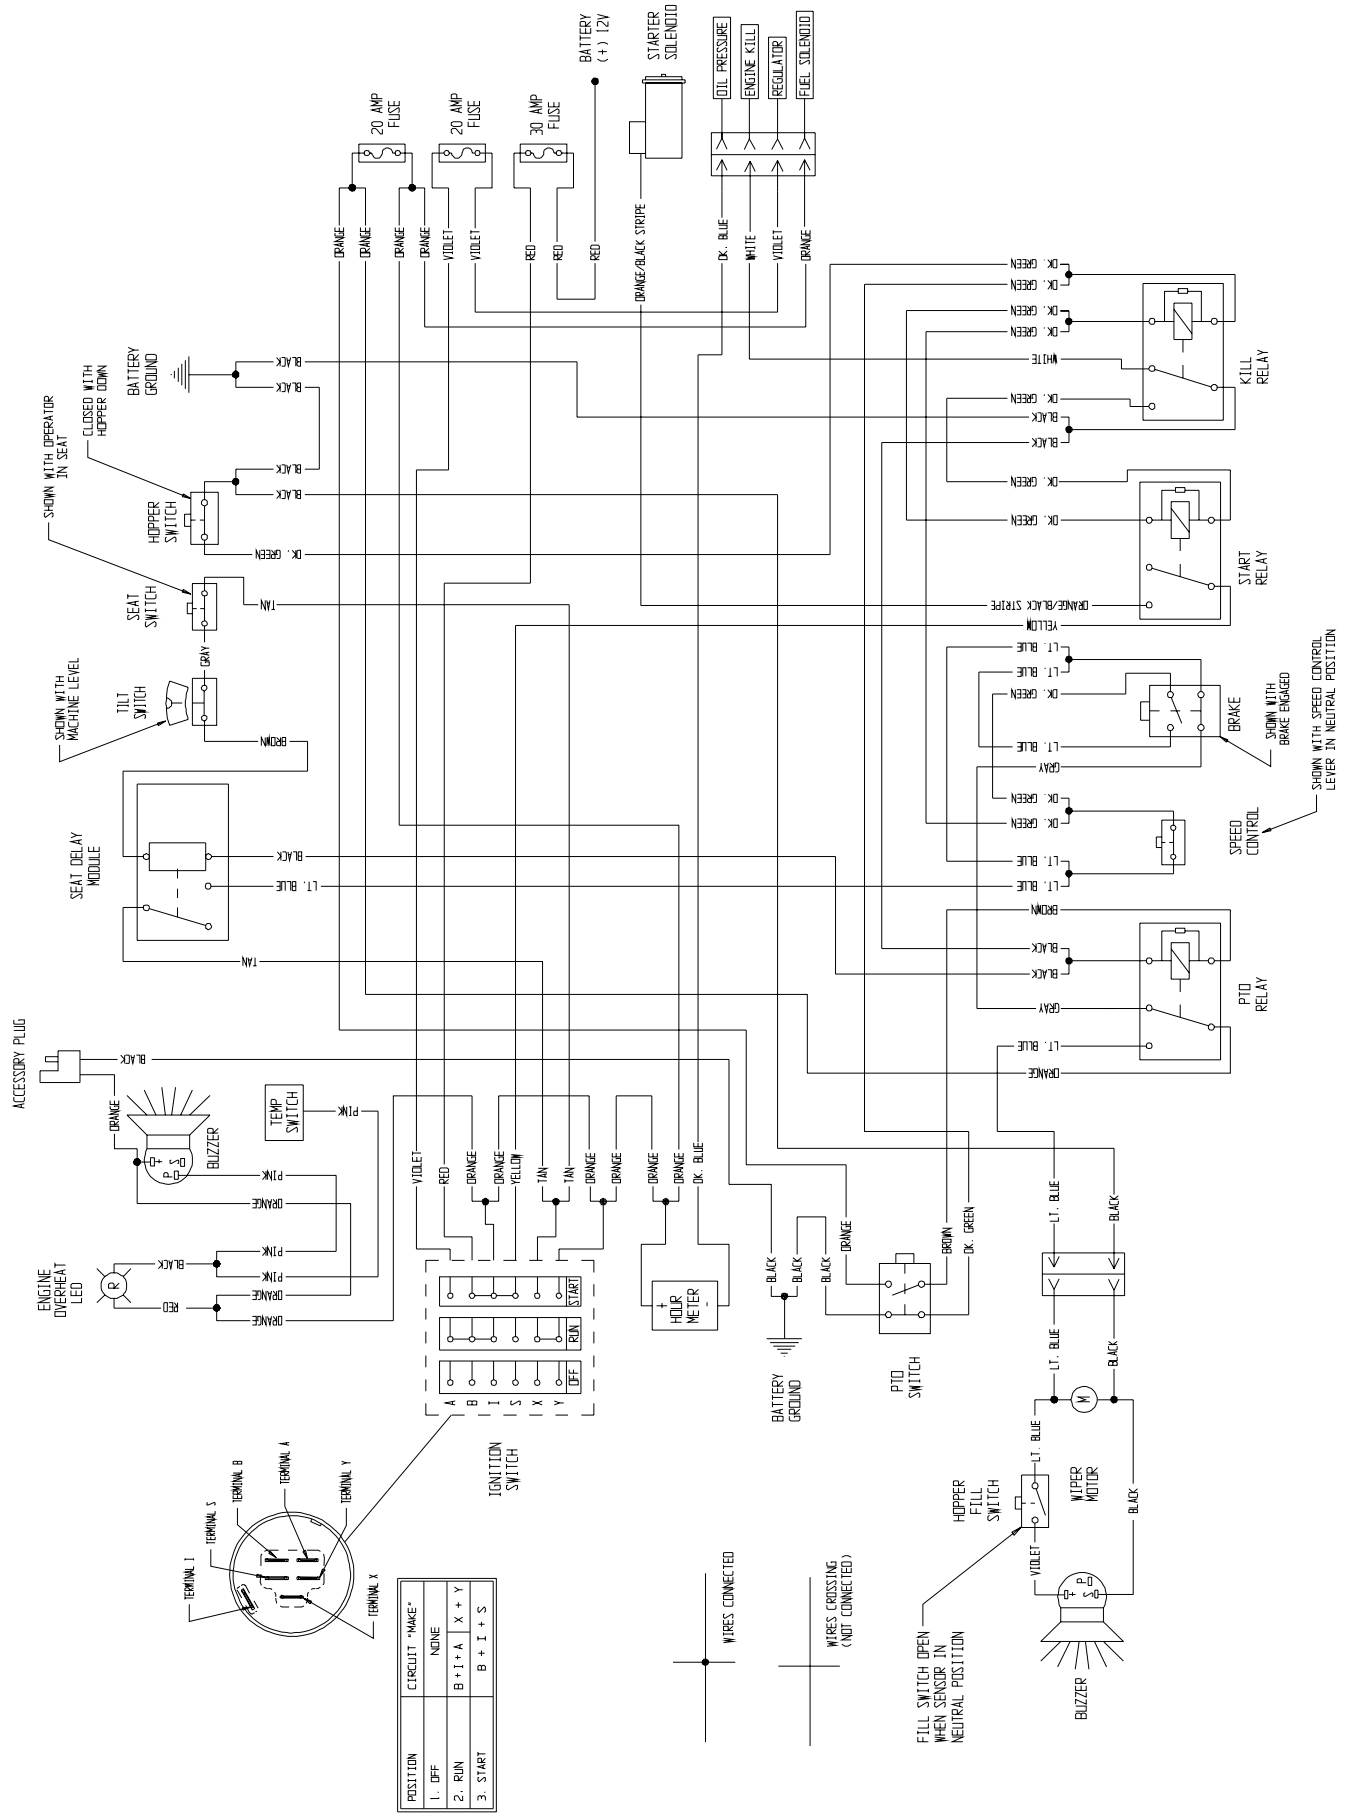 BATTERY
(+) 12V
STARTER
SOLENOID
OIL PRESSURE
ENGINE KILL
REGULATOR
FUEL SOLENOID
20 AMP
FUSE
20 AMP
FUSE
30 AMP
FUSE
ORANGE
ORANGE
ORANGE
ORANGE
VIOLET
VIOLET
RED
RED
RED
ORANGE/BLACK STRIPE
DK. BLUE
WHITE
VIOLET
ORANGE
BATTERY
GROUND
BLACK
BLACK
CLOSED WITH
HOPPER DOWN
SHOWN WITH OPERATOR
IN SEAT
HOPPER
SWITCH
BLACK
BLACK
DK. GREEN
SEAT
SWITCH
TAN
GRAY
SHOWN WITH
MACHINE LEVEL
TILT
SWITCH
BROWN
SEAT DELAY
MODULE
BLACK
LT. BLUE
TAN
DK. GREEN
DK. GREEN
DK. GREEN
DK. GREEN
WHITE
DK. GREEN
BLACK
BLACK
KILL
RELAY
DK. GREEN
DK. GREEN
START
RELAY
ORANGE/BLACK STRIPE
YELLOW
LT. BLUE
LT. BLUE
DK. GREEN
LT. BLUE
GRAY
BRAKE
SHOWN WITH
BRAKE ENGAGED
DK. GREEN
DK. GREEN
LT. BLUE
LT. BLUE
SPEED
CONTROL
SHOWN WITH SPEED CONTROL
LEVER IN NEUTRAL POSITION
BROWN
BLACK
BLACK
GRAY
LT. BLUE
ORANGE
PTO
RELAY
ACCESSORY PLUG
BLACK
ORANGE
BUZZER
+
S
P
TEMP
SWITCH
PINK
PINK
ORANGE
PINK
PINK
BLACK
ORANGE
RED
ORANGE
ENGINE
OVERHEAT
LED
R
VIOLET
RED
ORANGE
ORANGE
YELLOW
TAN
TAN
ORANGE
ORANGE
ORANGE
ORANGE
DK. BLUE
START
RUN
OFF
A
B
I
S
X
Y
IGNITION
SWITCH
+
HOUR
METER
-
BLACK
BLACK
BLACK
BATTERY
GROUND
ORANGE
BROWN
DK. GREEN
PTO
SWITCH
LT. BLUE
BLACK
LT. BLUE
BLACK
M
WIPER
MOTOR
LT. BLUE
HOPPER
FILL
SWITCH
VIOLET
BLACK
+
S
P
BUZZER
FILL SWITCH OPEN
WHEN SENSOR IN
NEUTRAL POSITION
TERMINAL I
TERMINAL S
TERMINAL B
TERMINAL A
TERMINAL Y
TERMINAL X
POSITION CIRCUIT "MAKE"
1. OFF NONE
2. RUN B+I+A X + Y
3. START B + I + S
WIRES CONNECTED
WIRES CROSSING
(NOT CONNECTED)